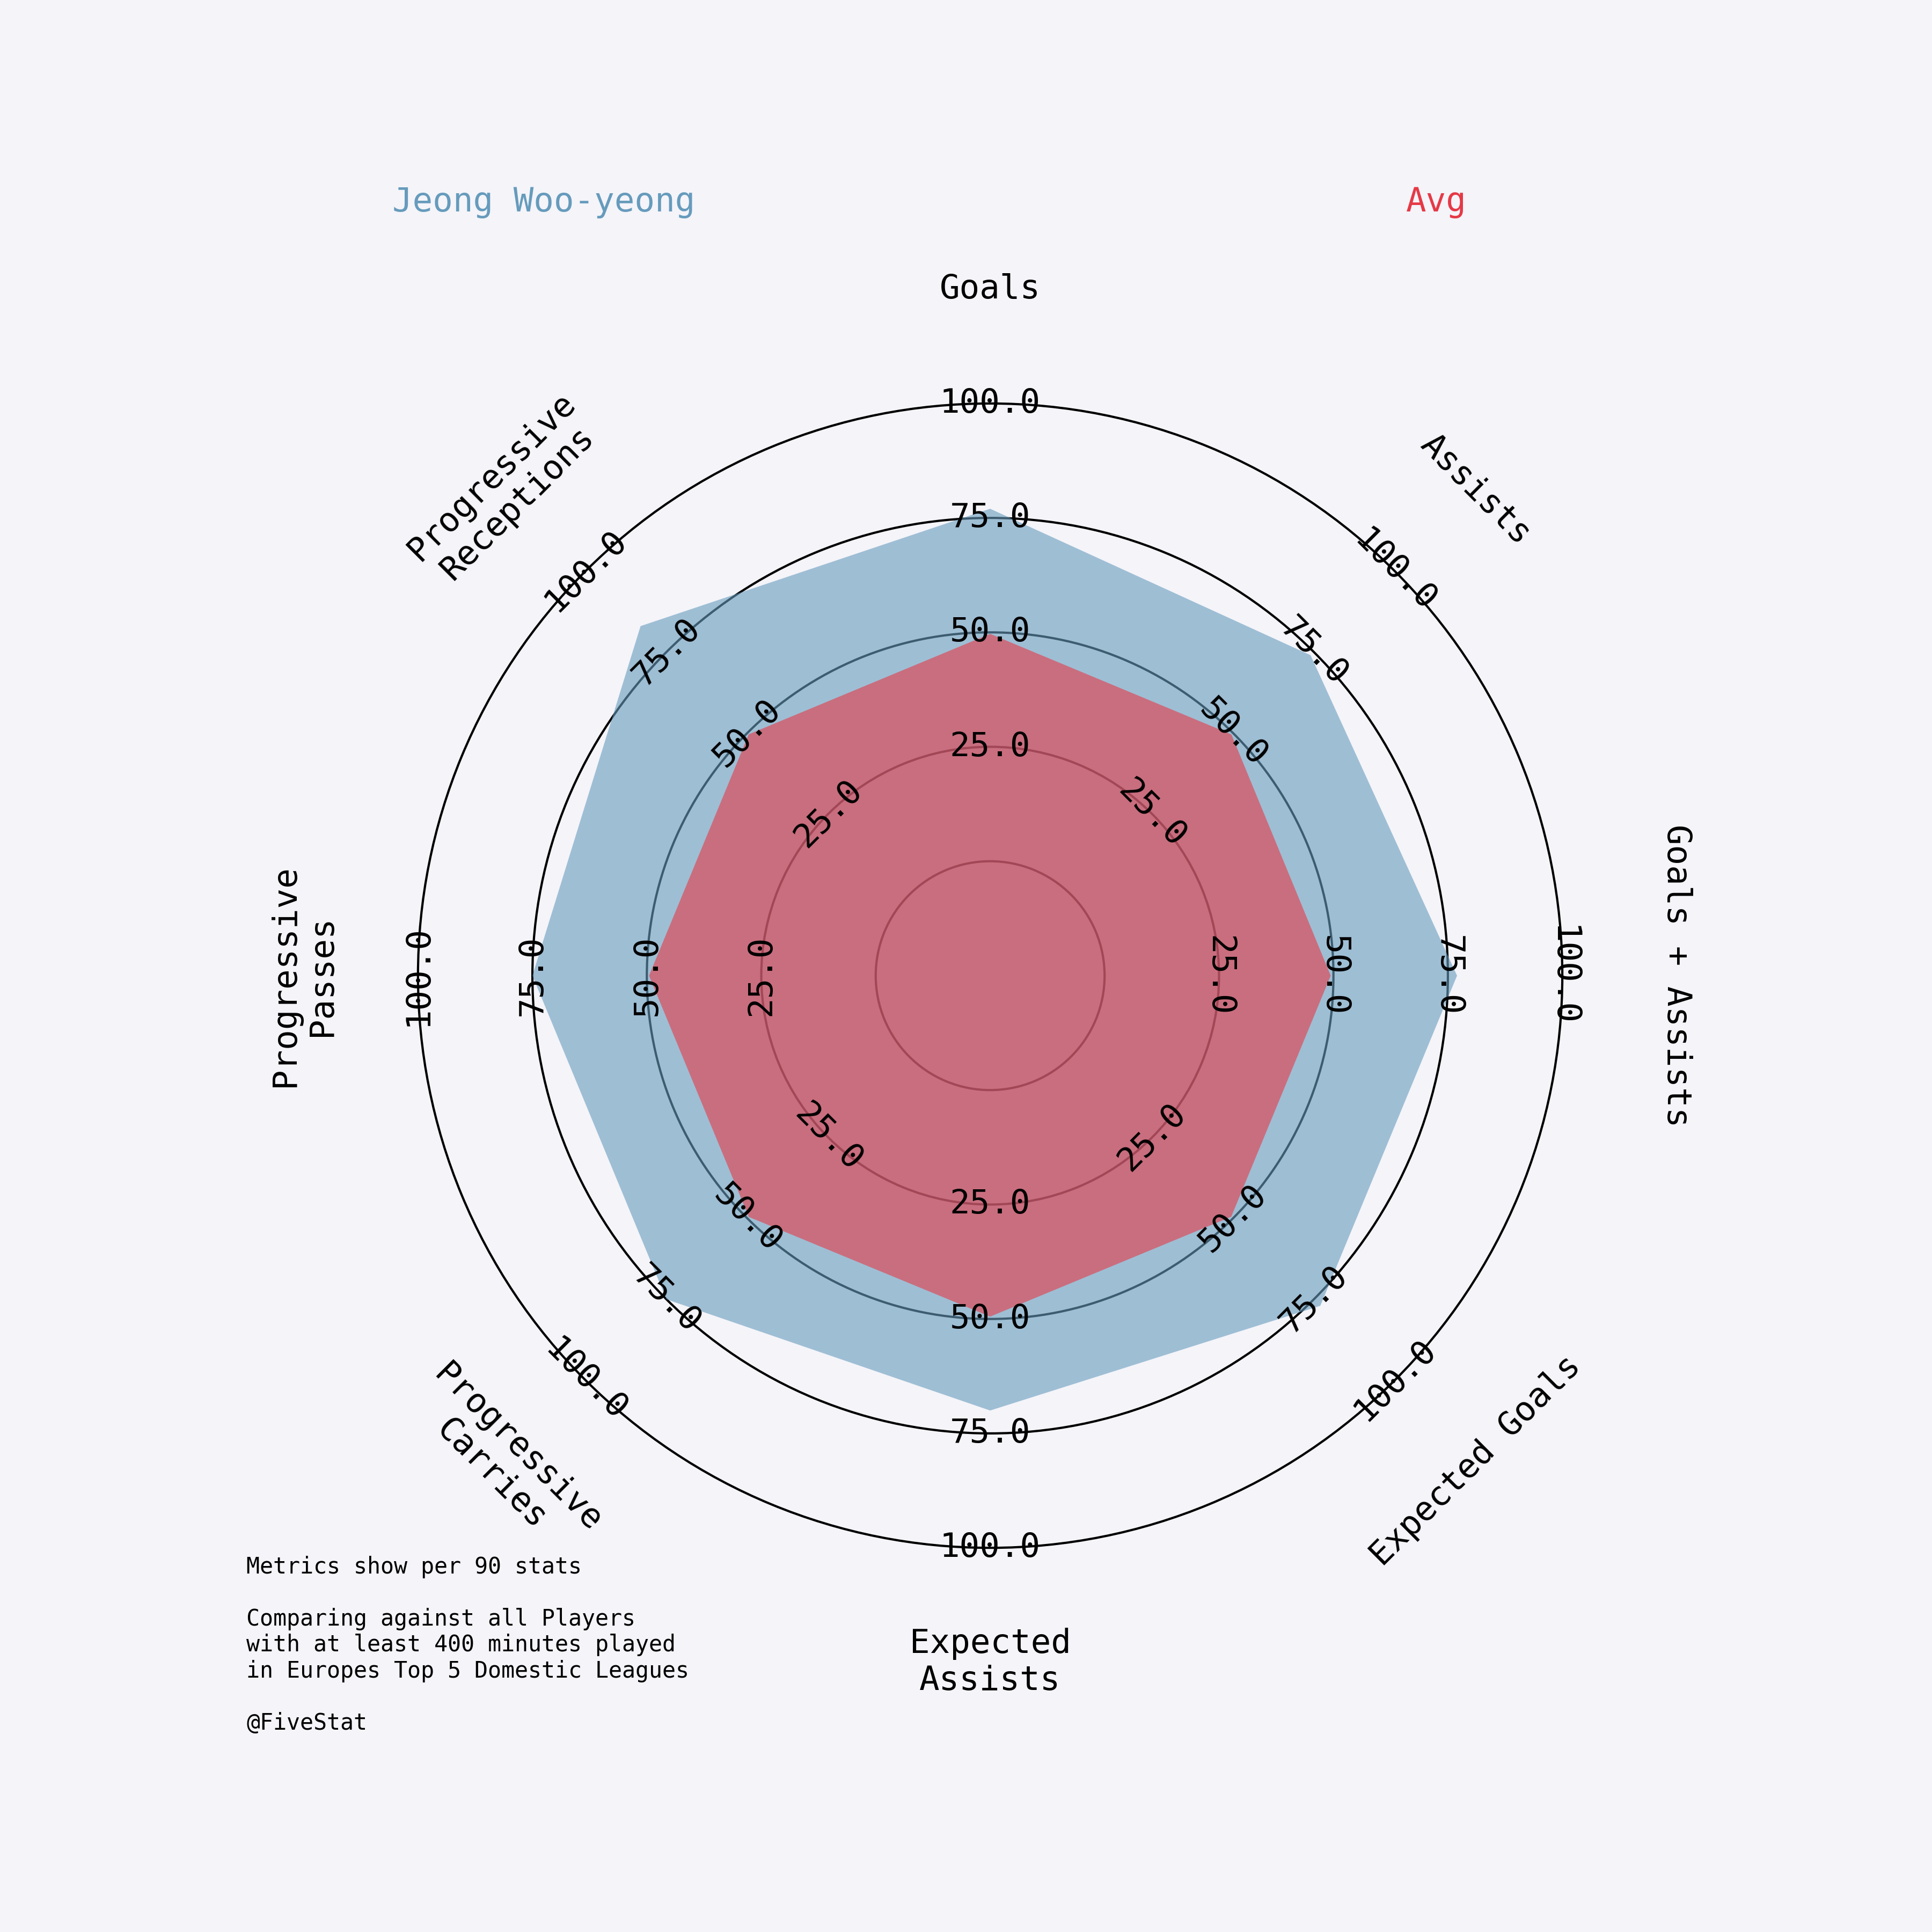 Jeong Woo-yeong
Avg
Goals
Assists
Goals + Assists
Expected Goals
Expected
Assists
Progressive
Carries
Progressive
Passes
Progressive
Receptions
25.0
50.0
75.0
100.0
25.0
50.0
75.0
100.0
25.0
50.0
75.0
100.0
25.0
50.0
75.0
100.0
25.0
50.0
75.0
100.0
25.0
50.0
75.0
100.0
25.0
50.0
75.0
100.0
25.0
50.0
75.0
100.0
Metrics show per 90 stats
Comparing against all Players
with at least 400 minutes played
in Europes Top 5 Domestic Leagues
@FiveStat